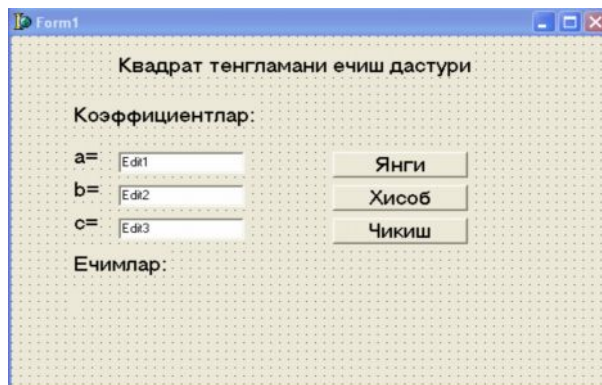 Form1
Квадрат тенгламани ечиш дастури
Коэффициентлар:
a= Edit1 Янги
b= Edit2 Хисоб
c= Edit3 Чикиш
Ечимлар: